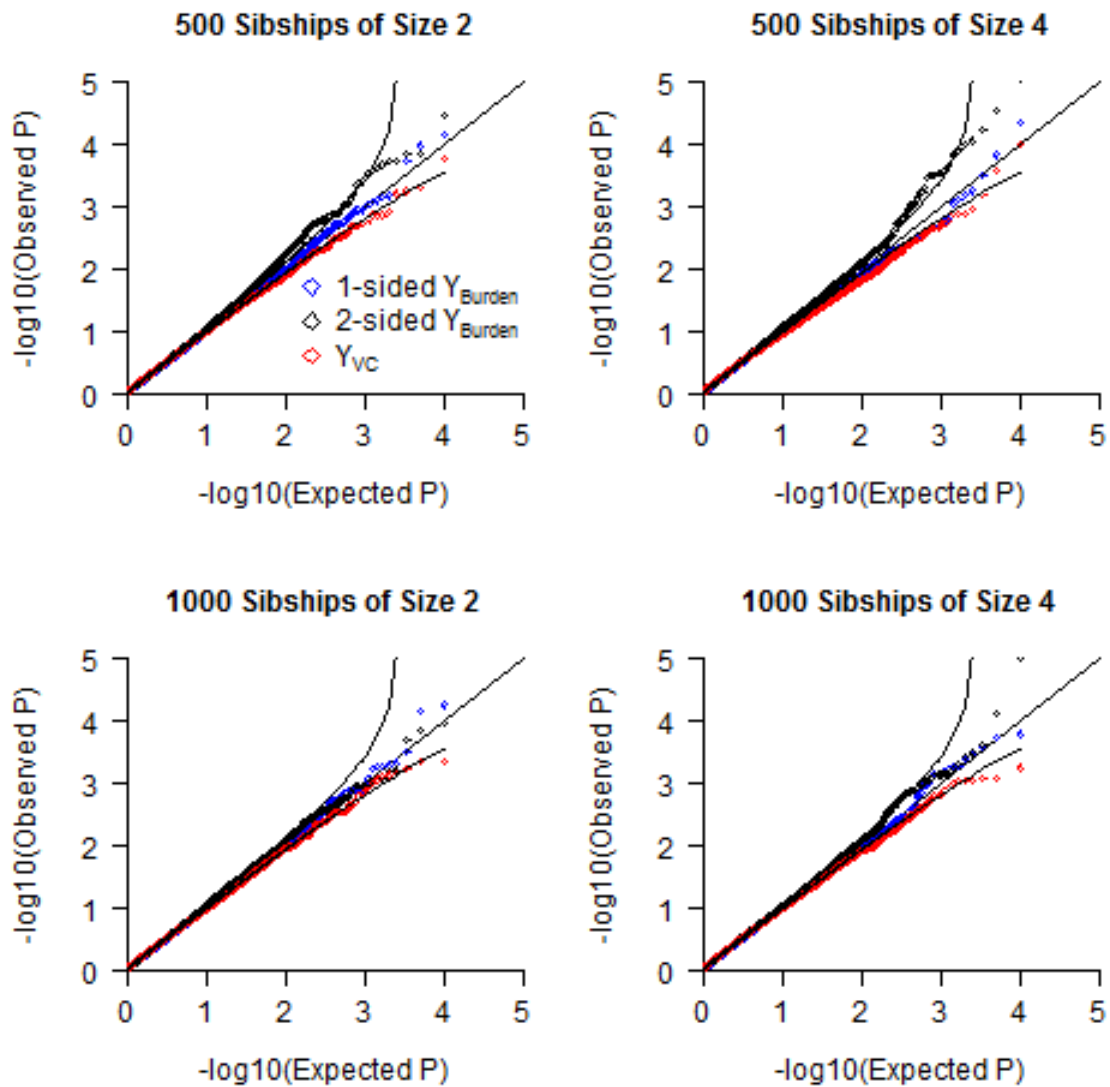 500 Sibships of Size 2
-log10(Observed P)
5
4
3
2
1
0
1-sided Y_Burden
2-sided Y_Burden
Y_VC
0 1 2 3 4 5
-log10(Expected P)
500 Sibships of Size 4
-log10(Observed P)
5
4
3
2
1
0
0 1 2 3 4 5
-log10(Expected P)
1000 Sibships of Size 2
-log10(Observed P)
5
4
3
2
1
0
0 1 2 3 4 5
-log10(Expected P)
1000 Sibships of Size 4
-log10(Observed P)
5
4
3
2
1
0
0 1 2 3 4 5
-log10(Expected P)